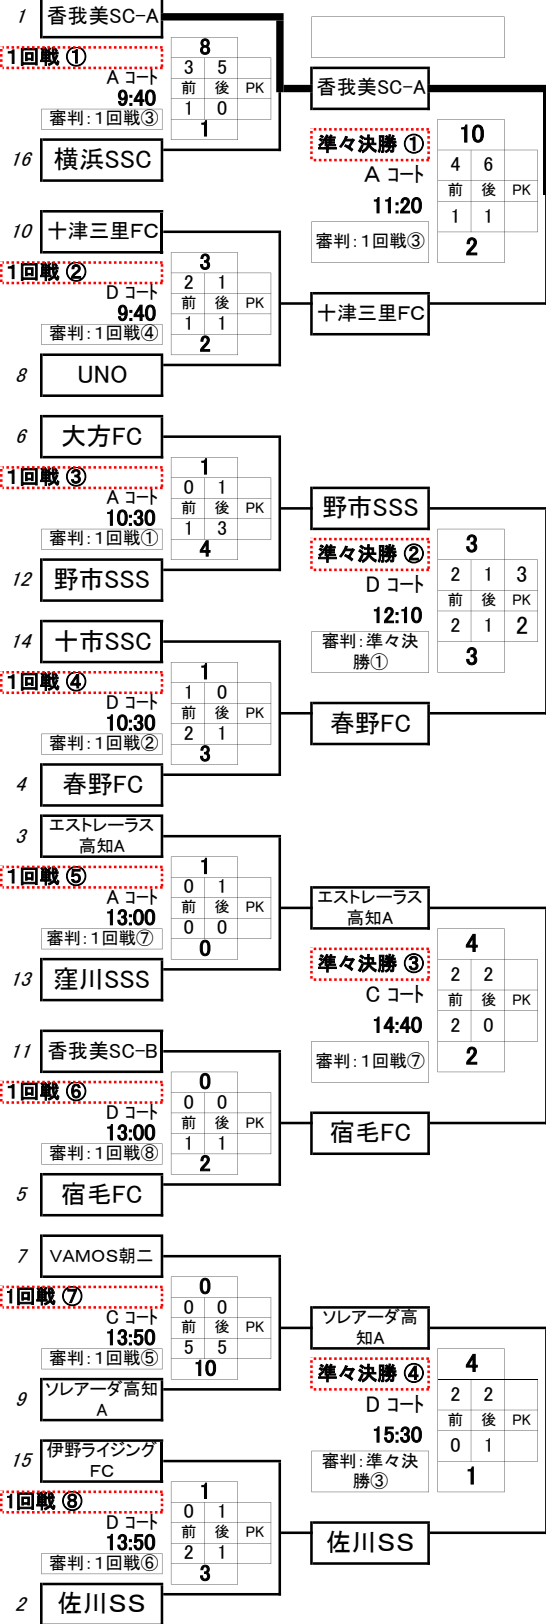 1 香我美SC-A
1回戦 ①
A コート
9:40
審判：1回戦③
8
3 5
前 後 PK
1 0
1
16 横浜SSC
香我美SC-A
準々決勝 ①
A コート
11:20
審判：1回戦③
10
4 6
前 後 PK
1 1
2
10 十津三里FC
1回戦 ②
D コート
9:40
審判：1回戦④
3
2 1
前 後 PK
1 1
2
8 UNO
十津三里FC
6 大方FC
1回戦 ③
A コート
10:30
審判：1回戦①
1
0 1
前 後 PK
1 3
4
12 野市SSS
野市SSS
準々決勝 ②
D コート
12:10
審判：準々決
勝①
3
2 1 3
前 後 PK
2 1 2
3
14 十市SSC
1回戦 ④
D コート
10:30
審判：1回戦②
1
1 0
前 後 PK
2 1
3
4 春野FC
春野FC
3 エストレーラス
高知A
1回戦 ⑤
A コート
13:00
審判：1回戦⑦
1
0 1
前 後 PK
0 0
0
13 窪川SSS
エストレーラス
高知A
準々決勝 ③
C コート
14:40
審判：1回戦⑦
4
2 2
前 後 PK
2 0
2
11 香我美SC-B
1回戦 ⑥
D コート
13:00
審判：1回戦⑧
0
0 0
前 後 PK
1 1
2
5 宿毛FC
宿毛FC
7 VAMOS朝二
1回戦 ⑦
C コート
13:50
審判：1回戦⑤
0
0 0
前 後 PK
5 5
10
9 ソレアーダ高知
A
ソレアーダ高
知A
準々決勝 ④
D コート
15:30
審判：準々決
勝③
4
2 2
前 後 PK
0 1
1
15 伊野ライジング
FC
1回戦 ⑧
D コート
13:50
審判：1回戦⑥
1
0 1
前 後 PK
2 1
3
2 佐川SS
佐川SS